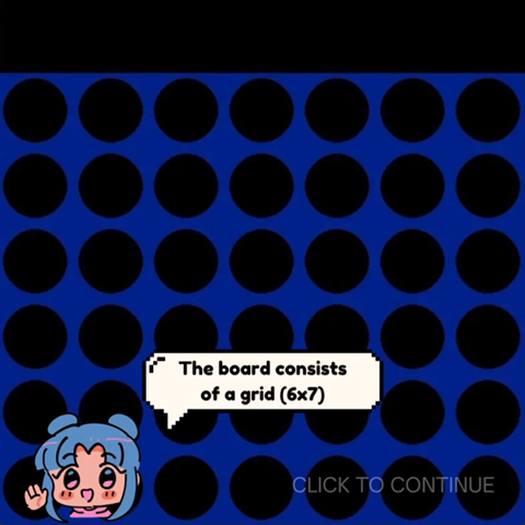 The board consists
of a grid (6x7)
CLICK TO CONTINUE